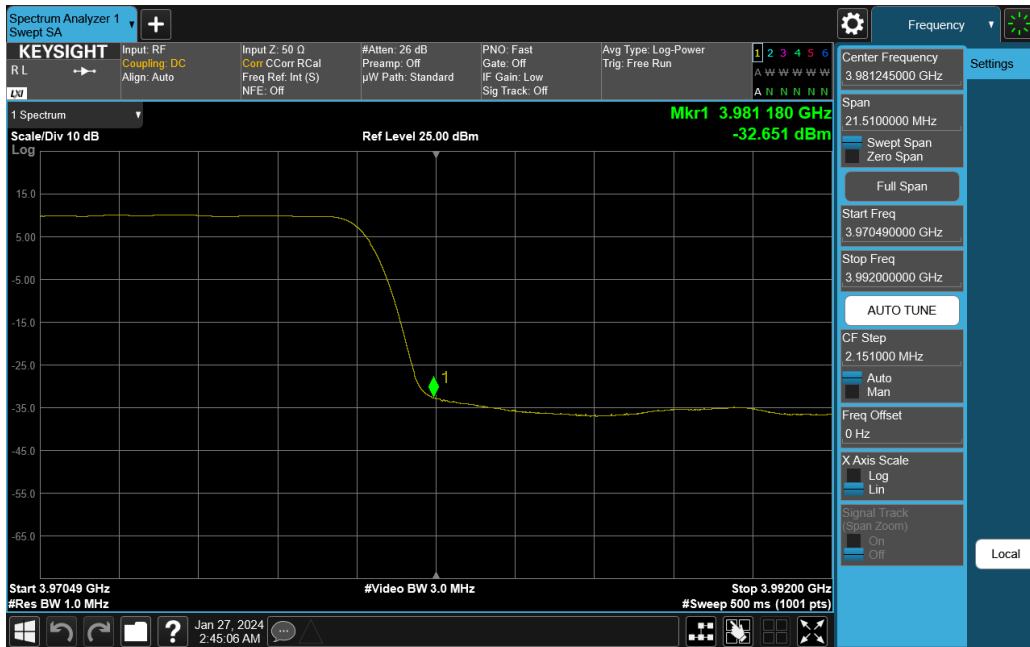 Spectrum Analyzer 1
Swept SA
Frequency
KEYSIGHT
R L
LXI
Input: RF
Coupling: DC
Align: Auto
Input Z: 50 Ω
Corr CCorr RCal
Freq Ref: Int (S)
NFE: Off
#Atten: 26 dB
Preamp: Off
µW Path: Standard
PNO: Fast
Gate: Off
IF Gain: Low
Sig Track: Off
Avg Type: Log-Power
Trig: Free Run
1 2 3 4 5 6
A W W W W W
A N N N N N
1 Spectrum
Scale/Div 10 dB
Ref Level 25.00 dBm
Mkr1 3.981 180 GHz
-32.651 dBm
Log
15.0
5.00
-5.00
-15.0
-25.0
-35.0
-45.0
-55.0
-65.0
1
Start 3.97049 GHz
#Video BW 3.0 MHz
Stop 3.99200 GHz
#Res BW 1.0 MHz
#Sweep 500 ms (1001 pts)
Jan 27, 2024
2:45:06 AM
Center Frequency
3.981245000 GHz
Settings
Span
21.5100000 MHz
Swept Span
Zero Span
Full Span
Start Freq
3.970490000 GHz
Stop Freq
3.992000000 GHz
AUTO TUNE
CF Step
2.151000 MHz
Auto
Man
Freq Offset
0 Hz
X Axis Scale
Log
Lin
Signal Track
(Span Zoom)
On
Off
Local